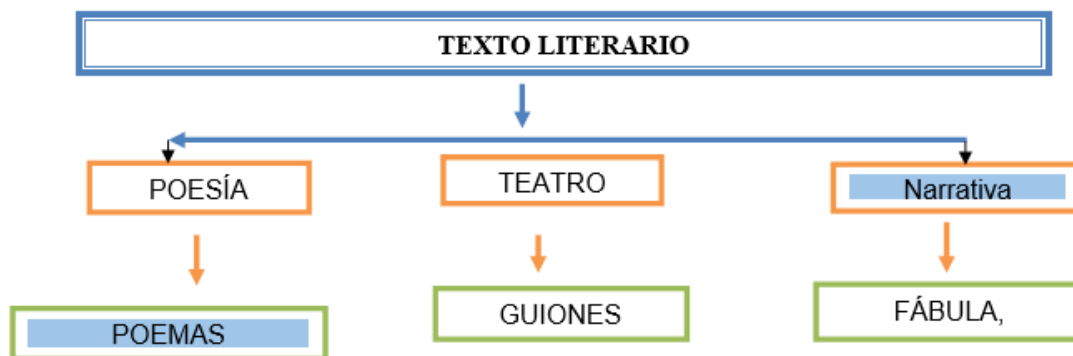 TEXTO LITERARIO
POESÍA
TEATRO
Narrativa
POEMAS
GUIONES
FÁBULA,